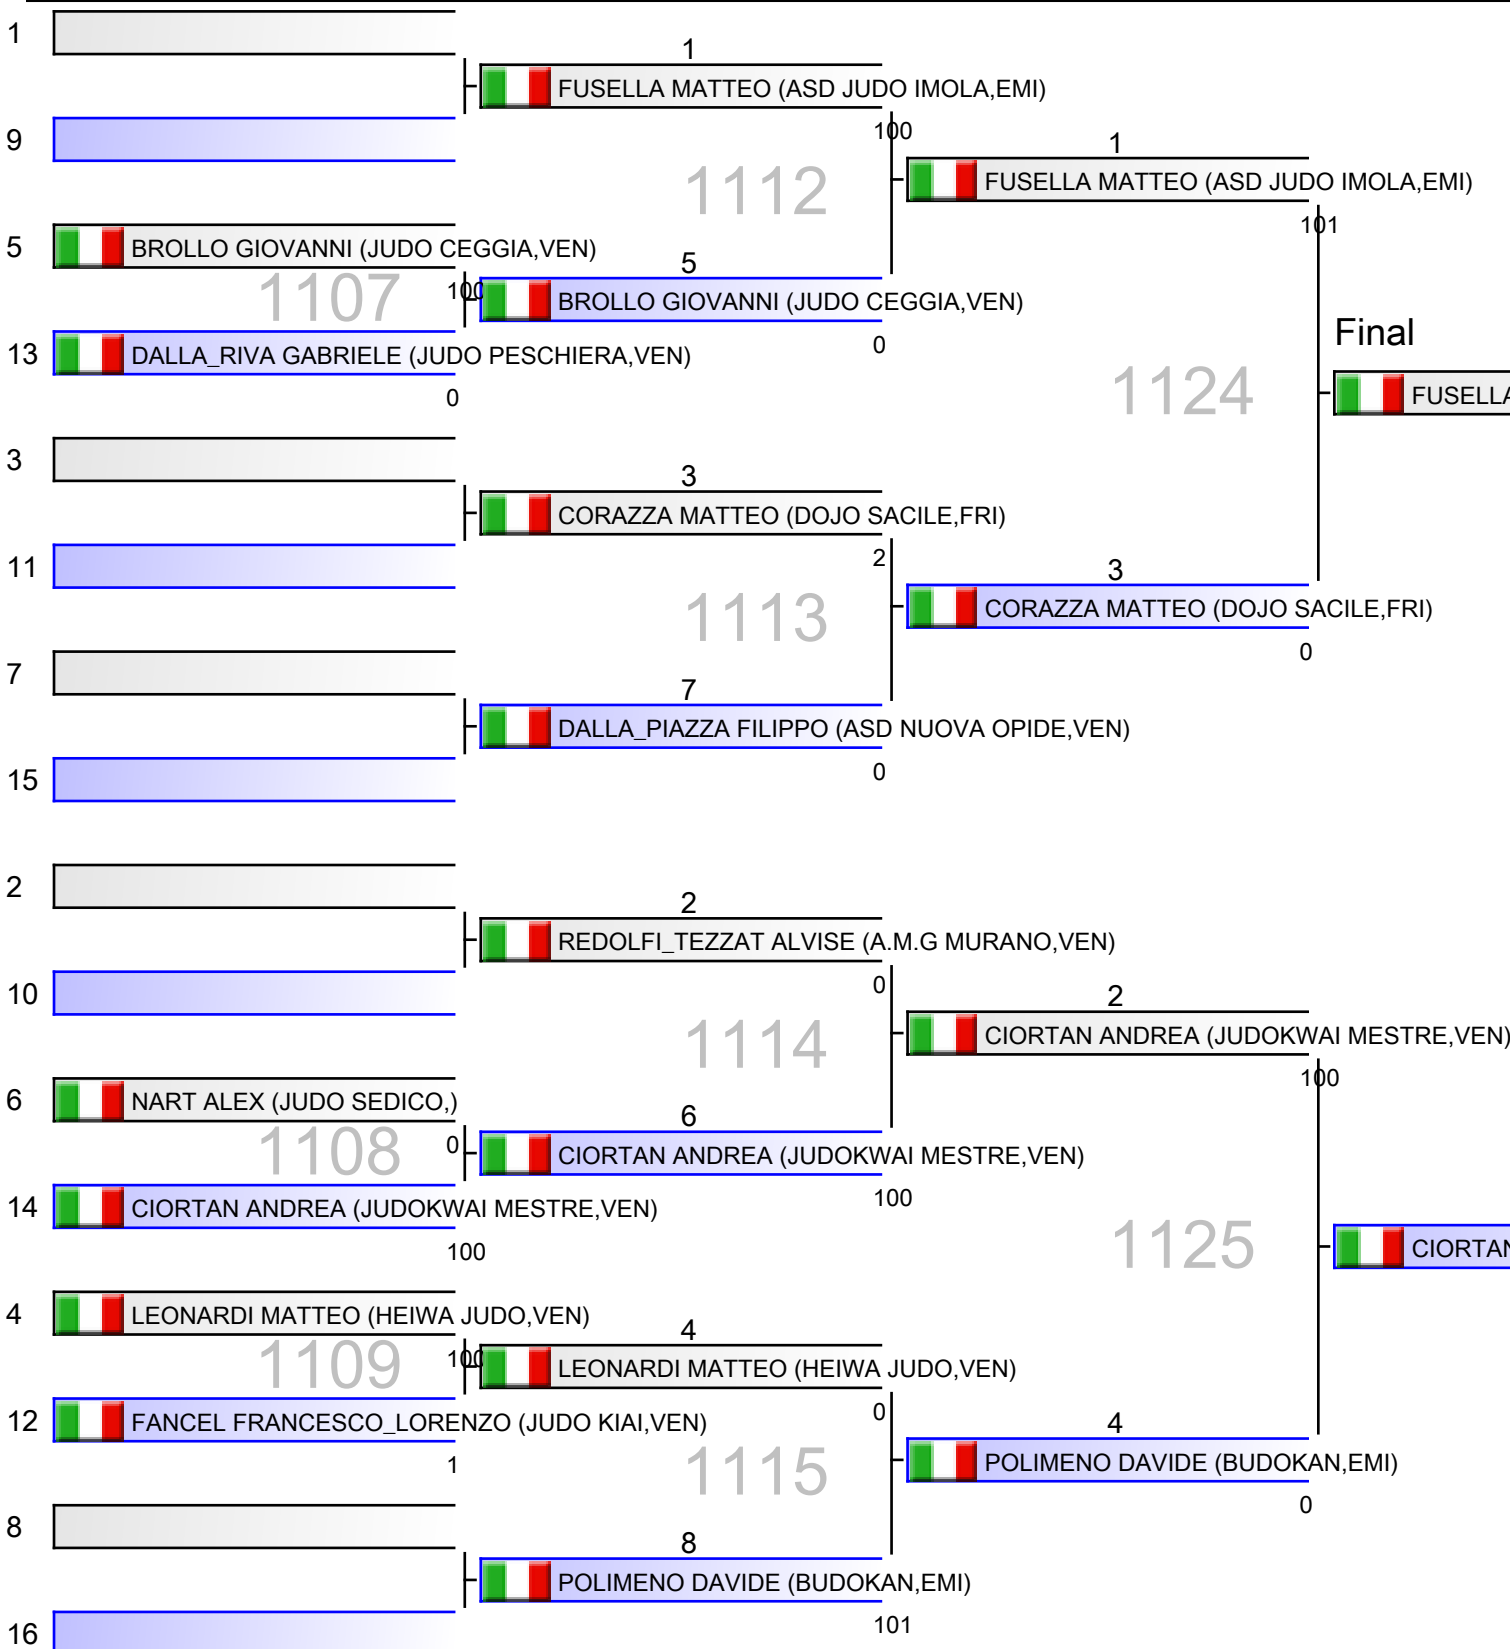 1
1
FUSELLA MATTEO (ASD JUDO IMOLA,EMI)
100
9
1
1112
FUSELLA MATTEO (ASD JUDO IMOLA,EMI)
101
5
BROLLO GIOVANNI (JUDO CEGGIA,VEN)
5
1107
100
BROLLO GIOVANNI (JUDO CEGGIA,VEN)
0
13
DALLA_RIVA GABRIELE (JUDO PESCHIERA,VEN)
0
Final
1124
FUSELLA
3
3
CORAZZA MATTEO (DOJO SACILE,FRI)
2
11
3
1113
CORAZZA MATTEO (DOJO SACILE,FRI)
0
7
7
DALLA_PIAZZA FILIPPO (ASD NUOVA OPIDE,VEN)
0
15
2
2
REDOLFI_TEZZAT ALVISE (A.M.G MURANO,VEN)
0
10
2
1114
CIORTAN ANDREA (JUDOKWAI MESTRE,VEN)
100
6
NART ALEX (JUDO SEDICO,)
6
1108
0
CIORTAN ANDREA (JUDOKWAI MESTRE,VEN)
100
14
CIORTAN ANDREA (JUDOKWAI MESTRE,VEN)
100
1125
CIORTAN
4
LEONARDI MATTEO (HEIWA JUDO,VEN)
4
1109
100
LEONARDI MATTEO (HEIWA JUDO,VEN)
0
12
FANCEL FRANCESCO_LORENZO (JUDO KIAI,VEN)
1
4
1115
POLIMENO DAVIDE (BUDOKAN,EMI)
0
8
8
POLIMENO DAVIDE (BUDOKAN,EMI)
101
16